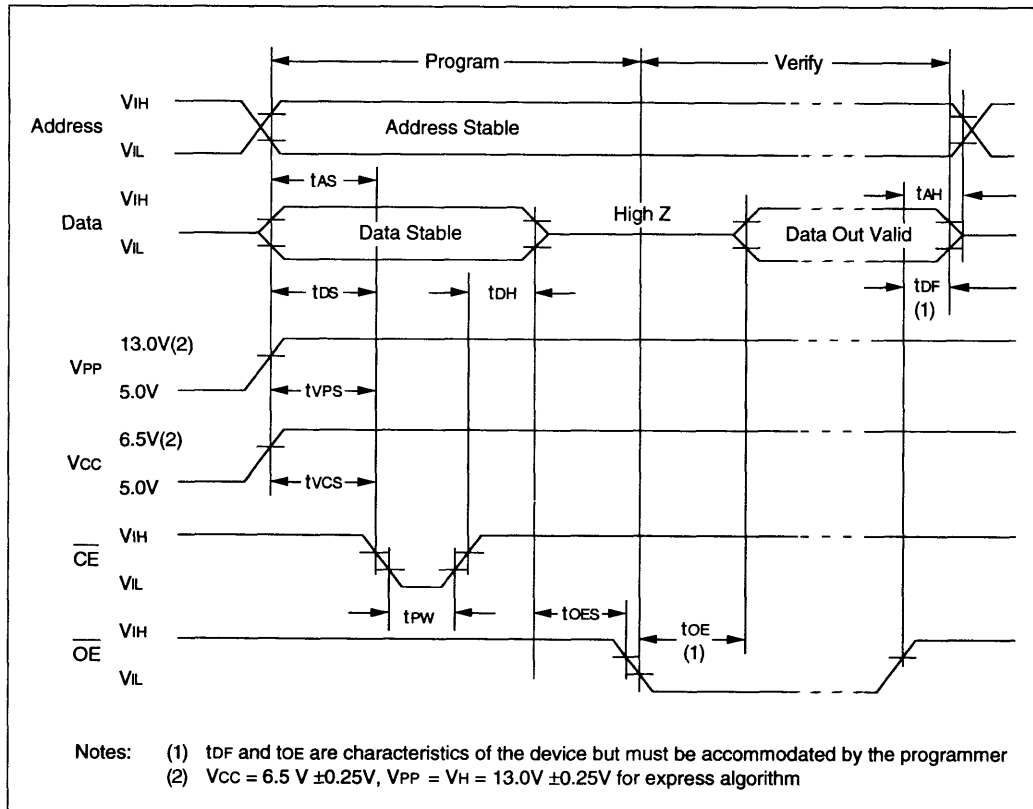 Program Verify
VIH
Address Address Stable
VIL
tAS tAH
VIH High Z
Data Data Stable Data Out Valid
VIL
tDS tDH tDF
(1)
13.0V(2)
VPP
5.0V tVPS
6.5V(2)
VCC
5.0V tVCS
VIH
CE
VIL
tPW tOES tOE
(1)
VIH
OE
VIL
Notes: (1) tDF and tOE are characteristics of the device but must be accommodated by the programmer
(2) VCC = 6.5 V ±0.25V, VPP = VH = 13.0V ±0.25V for express algorithm